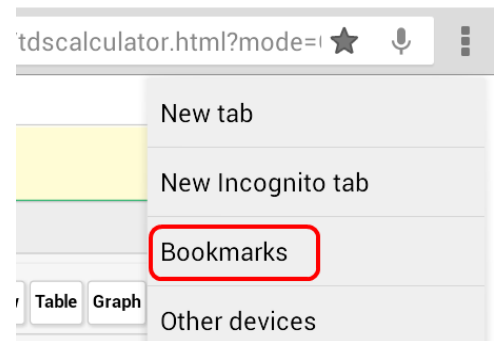 'tdscalculator.html?mode=
New tab
New Incognito tab
Bookmarks
Table Graph
Other devices